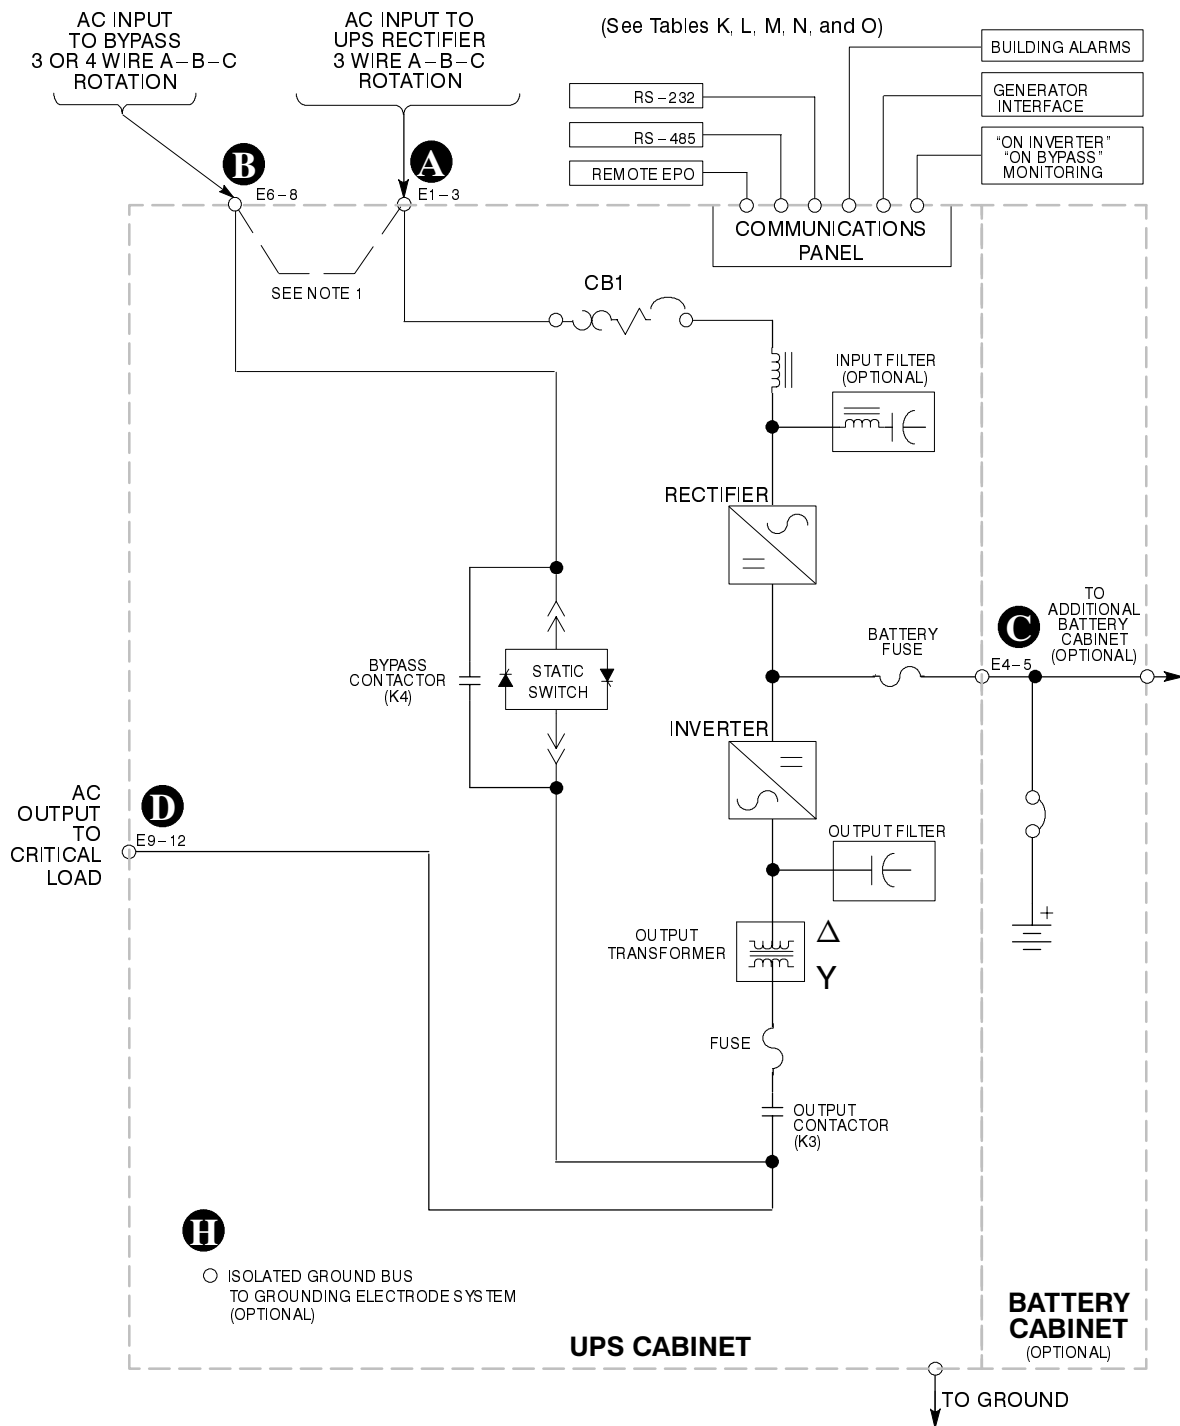 AC INPUT
TO BYPASS
3 OR 4 WIRE A–B–C
ROTATION
AC INPUT TO
UPS RECTIFIER
3 WIRE A–B–C
ROTATION
(See Tables K, L, M, N, and O)
RS–232
RS–485
REMOTE EPO
BUILDING ALARMS
GENERATOR
INTERFACE
“ON INVERTER”
“ON BYPASS”
MONITORING
B
E6–8
A
E1–3
COMMUNICATIONS
PANEL
SEE NOTE 1
CB1
INPUT FILTER
(OPTIONAL)
RECTIFIER
BYPASS
CONTACTOR
(K4)
STATIC
SWITCH
BATTERY
FUSE
C
E4–5
TO
ADDITIONAL
BATTERY
CABINET
(OPTIONAL)
INVERTER
AC
OUTPUT
TO
CRITICAL
LOAD
D
E9–12
OUTPUT FILTER
+
OUTPUT
TRANSFORMER
Δ
Y
FUSE
OUTPUT
CONTACTOR
(K3)
H
ISOLATED GROUND BUS
TO GROUNDING ELECTRODE SYSTEM
(OPTIONAL)
UPS CABINET
BATTERY
CABINET
(OPTIONAL)
TO GROUND